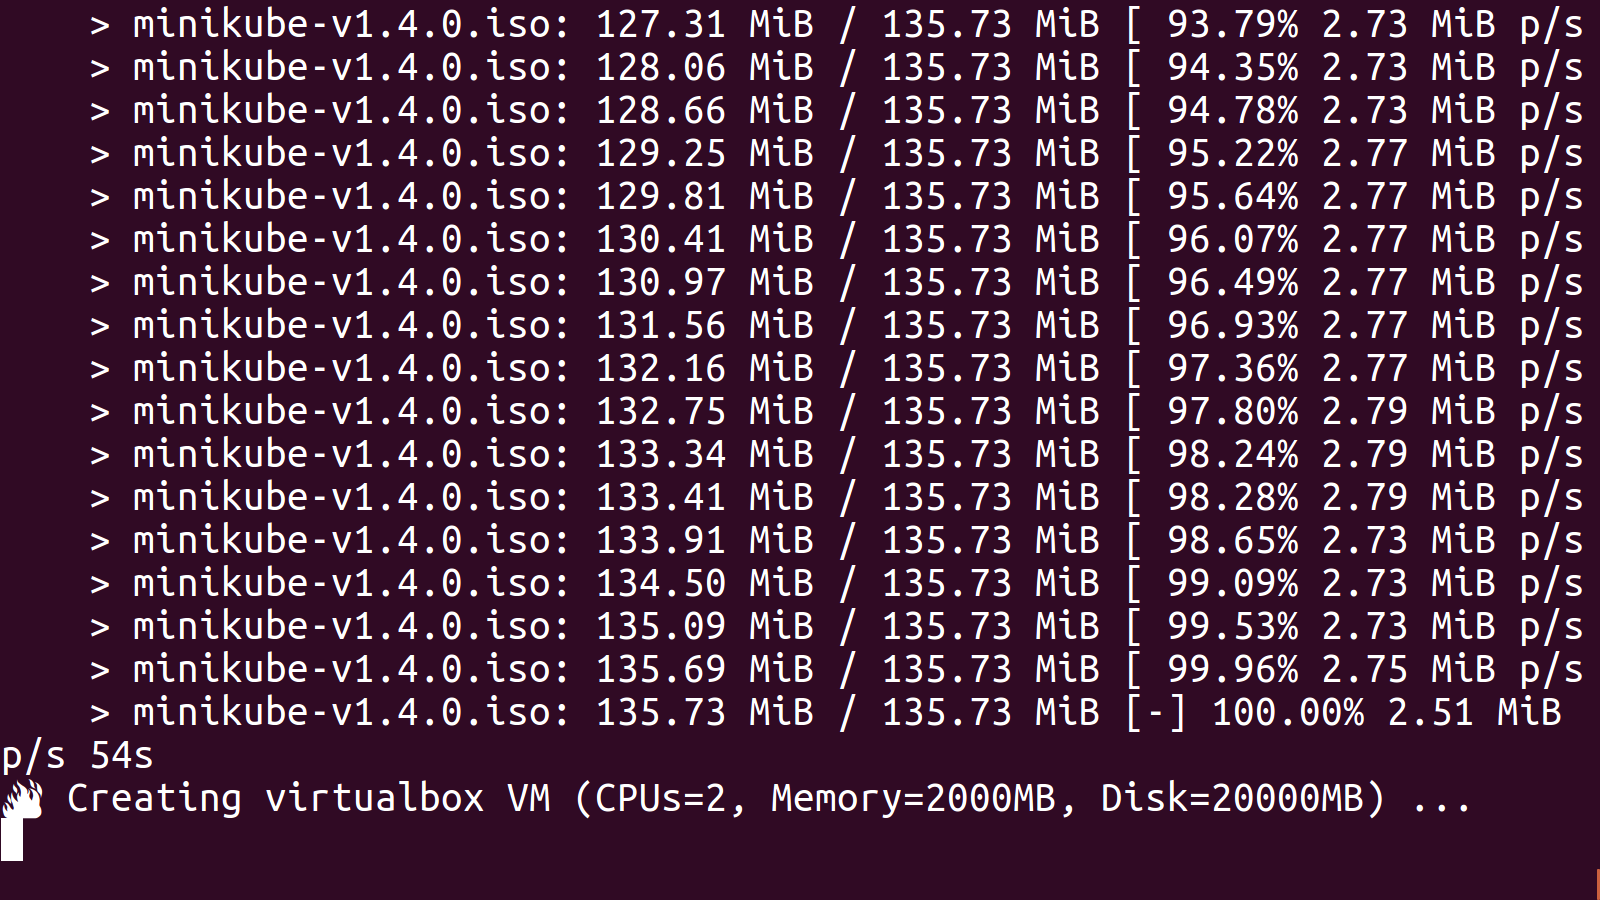 > minikube-v1.4.0.iso: 127.31 MiB / 135.73 MiB [ 93.79% 2.73 MiB p/s
> minikube-v1.4.0.iso: 128.06 MiB / 135.73 MiB [ 94.35% 2.73 MiB p/s
> minikube-v1.4.0.iso: 128.66 MiB / 135.73 MiB [ 94.78% 2.73 MiB p/s
> minikube-v1.4.0.iso: 129.25 MiB / 135.73 MiB [ 95.22% 2.77 MiB p/s
> minikube-v1.4.0.iso: 129.81 MiB / 135.73 MiB [ 95.64% 2.77 MiB p/s
> minikube-v1.4.0.iso: 130.41 MiB / 135.73 MiB [ 96.07% 2.77 MiB p/s
> minikube-v1.4.0.iso: 130.97 MiB / 135.73 MiB [ 96.49% 2.77 MiB p/s
> minikube-v1.4.0.iso: 131.56 MiB / 135.73 MiB [ 96.93% 2.77 MiB p/s
> minikube-v1.4.0.iso: 132.16 MiB / 135.73 MiB [ 97.36% 2.77 MiB p/s
> minikube-v1.4.0.iso: 132.75 MiB / 135.73 MiB [ 97.80% 2.79 MiB p/s
> minikube-v1.4.0.iso: 133.34 MiB / 135.73 MiB [ 98.24% 2.79 MiB p/s
> minikube-v1.4.0.iso: 133.41 MiB / 135.73 MiB [ 98.28% 2.79 MiB p/s
> minikube-v1.4.0.iso: 133.91 MiB / 135.73 MiB [ 98.65% 2.73 MiB p/s
> minikube-v1.4.0.iso: 134.50 MiB / 135.73 MiB [ 99.09% 2.73 MiB p/s
> minikube-v1.4.0.iso: 135.09 MiB / 135.73 MiB [ 99.53% 2.73 MiB p/s
> minikube-v1.4.0.iso: 135.69 MiB / 135.73 MiB [ 99.96% 2.75 MiB p/s
> minikube-v1.4.0.iso: 135.73 MiB / 135.73 MiB [-] 100.00% 2.51 MiB
p/s 54s
🔥 Creating virtualbox VM (CPUs=2, Memory=2000MB, Disk=20000MB) ...